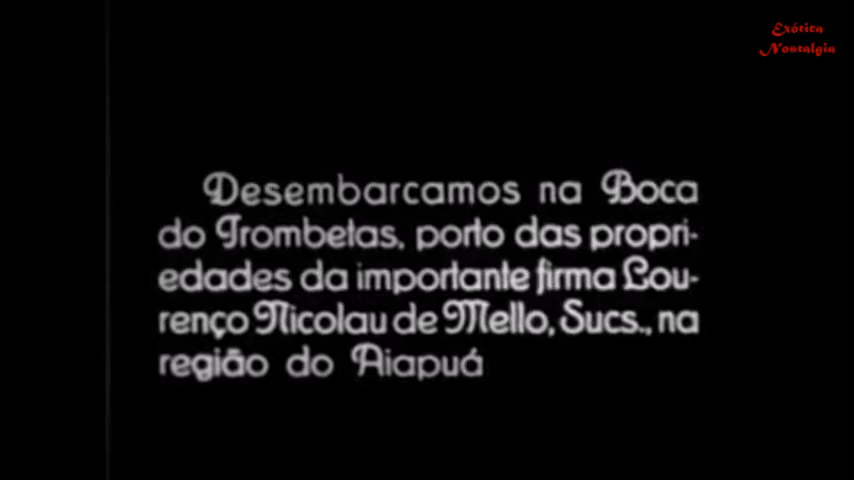 Exótica
Nostalgia
Desembarcamos na Boca
do Trombetas, porto das propri-
edades da importante firma Lou-
renço Nicolau de Mello, Sucs., na
região do Aiapuá